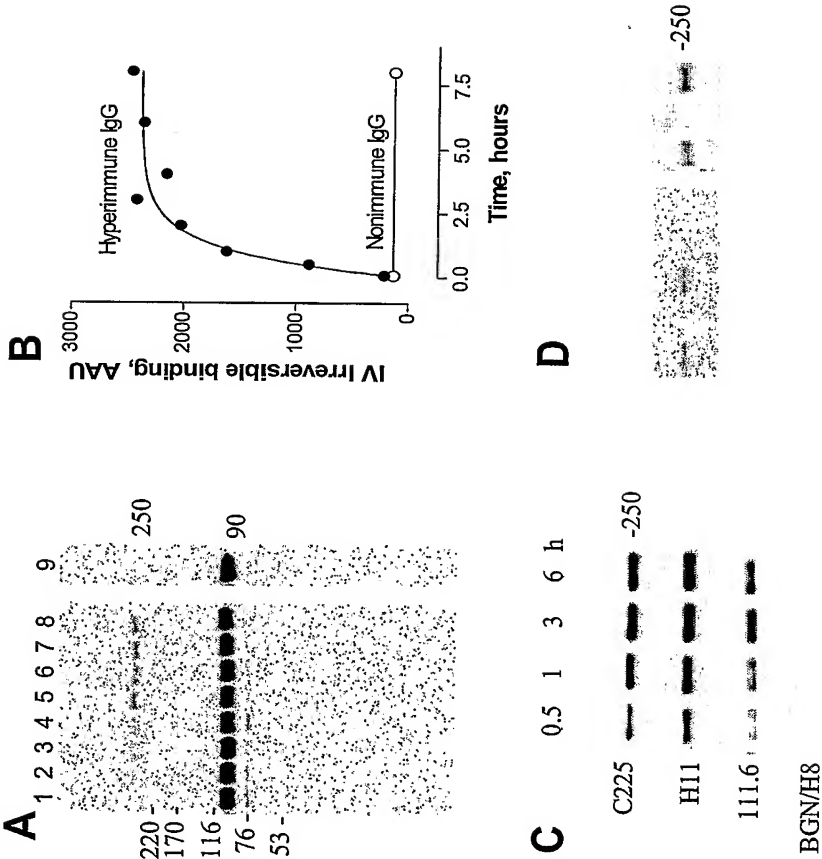 A
1 2 3 4 5 6 7 8 9
220
170
116
76
53
250
90
B
IV Irreversible binding, AAU
3000
2000
1000
0
Hyperimmune IgG
Nonimmune IgG
0.0 2.5 5.0 7.5
Time, hours
C
0.5 1 3 6 h
C225
-250
H11
111.6
BGN/H8
D
-250